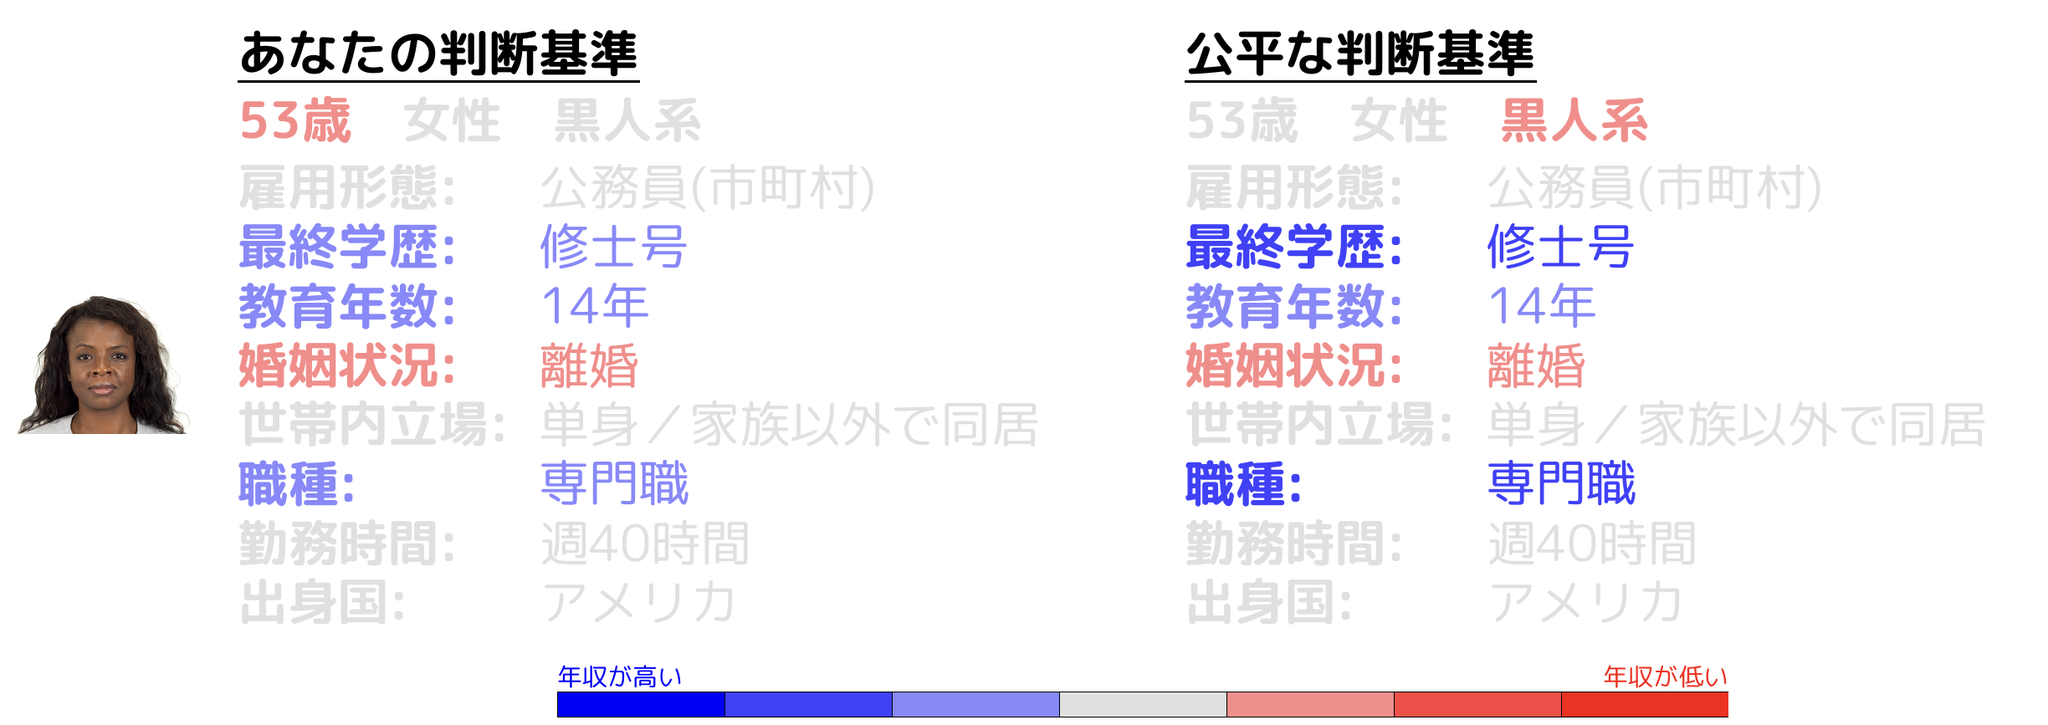 あなたの判断基準
53歳 女性 黒人系
雇用形態: 公務員(市町村)
最終学歴: 修士号
教育年数: 14年
婚姻状況: 離婚
世帯内立場: 単身／家族以外で同居
職種: 専門職
勤務時間: 週40時間
出身国: アメリカ
公平な判断基準
53歳 女性 黒人系
雇用形態: 公務員(市町村)
最終学歴: 修士号
教育年数: 14年
婚姻状況: 離婚
世帯内立場: 単身／家族以外で同居
職種: 専門職
勤務時間: 週40時間
出身国: アメリカ
年収が高い
年収が低い